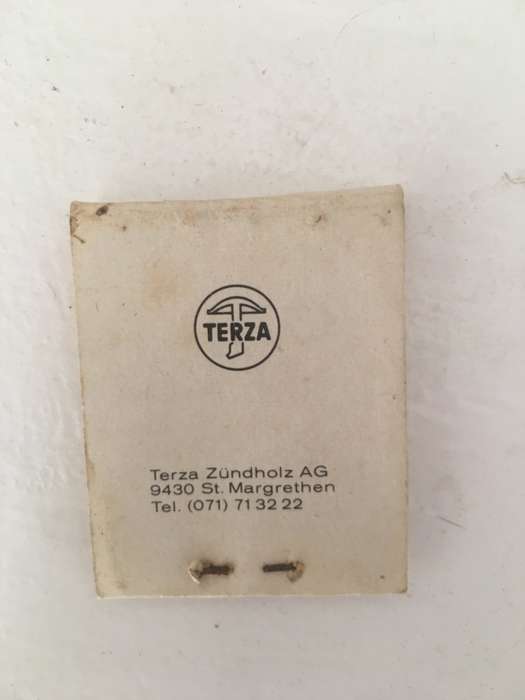 TERZA
Terza Zündholz AG
9430 St. Margrethen
Tel. (071) 71 32 22